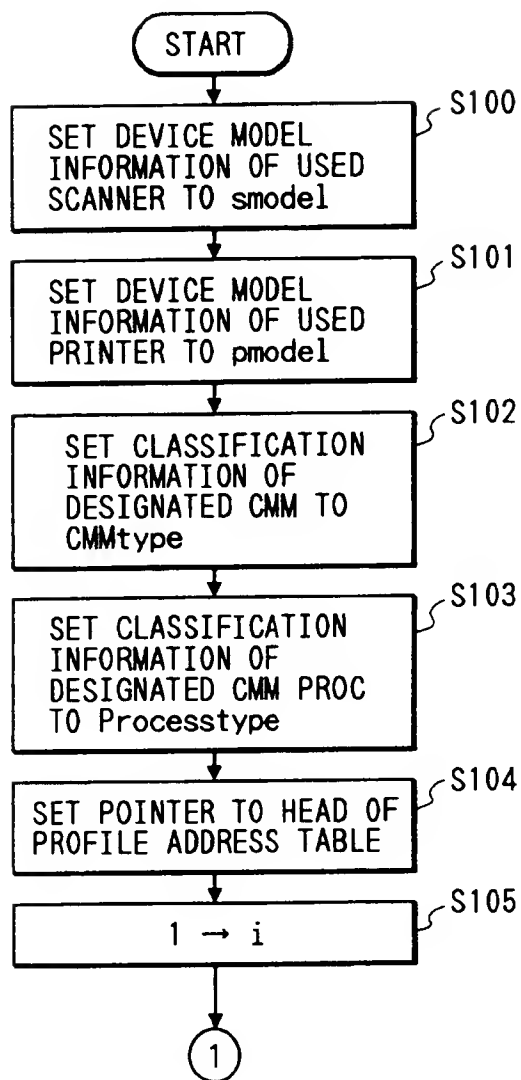 START
S100
SET DEVICE MODEL
INFORMATION OF USED
SCANNER TO smodel
S101
SET DEVICE MODEL
INFORMATION OF USED
PRINTER TO pmodel
S102
SET CLASSIFICATION
INFORMATION OF
DESIGNATED CMM TO
CMMtype
S103
SET CLASSIFICATION
INFORMATION OF
DESIGNATED CMM PROC
TO Processtype
S104
SET POINTER TO HEAD OF
PROFILE ADDRESS TABLE
S105
1 → i
1